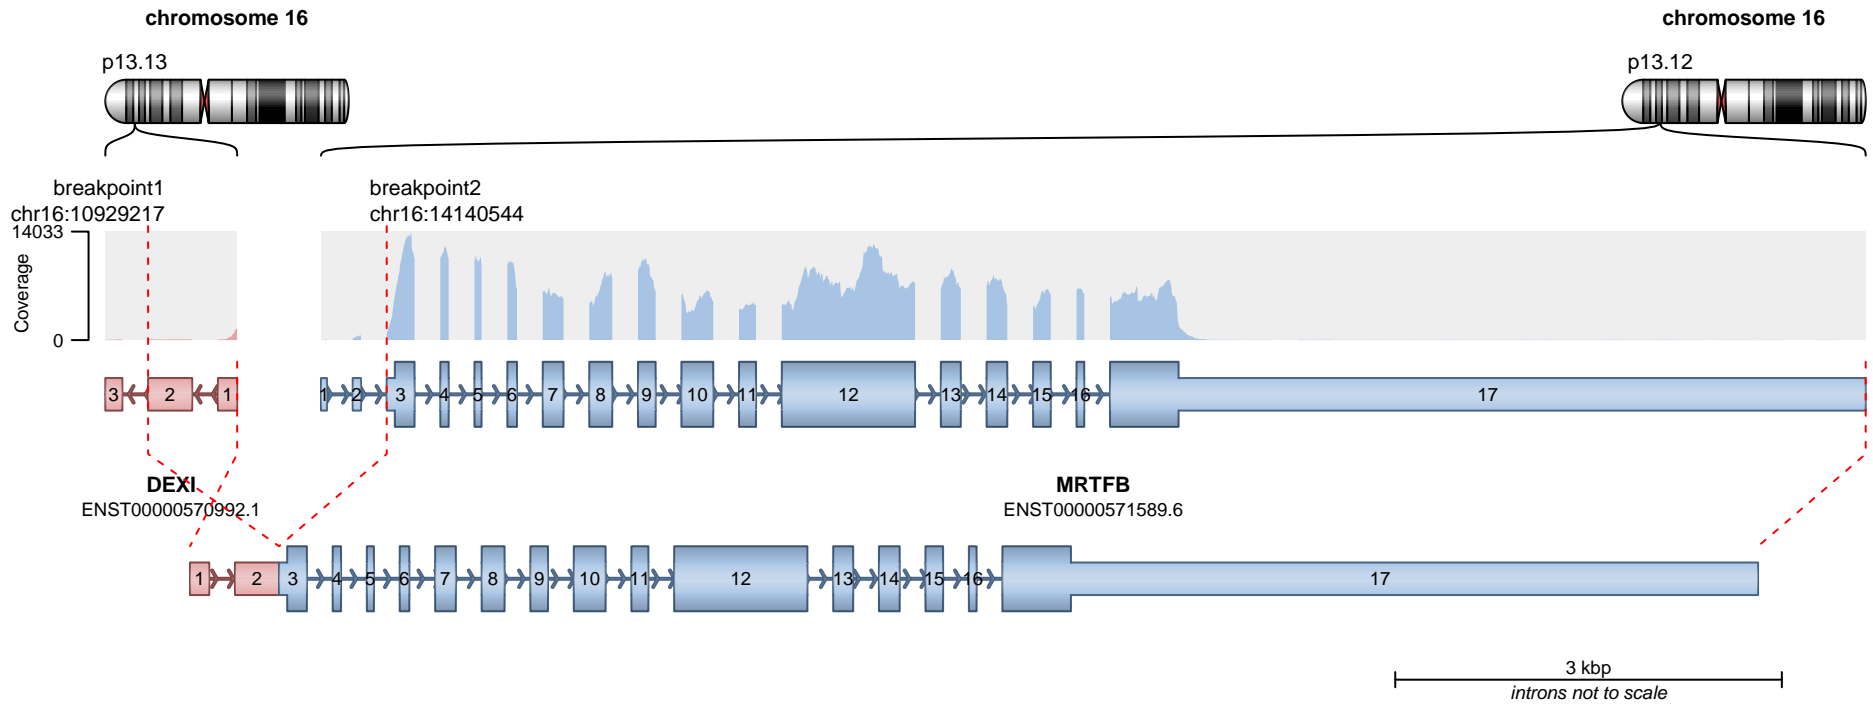 chromosome 16
chromosome 16
p13.13
p13.12
breakpoint1
chr16:10929217
breakpoint2
chr16:14140544
14033
Coverage
0
3 2 1
1 2 3 4 5 6 7 8 9 10 11 12 13 14 15 16 17
DEXI
ENST00000570992.1
MRTFB
ENST00000571589.6
1 2 3 4 5 6 7 8 9 10 11 12 13 14 15 16 17
3 kbp
introns not to scale